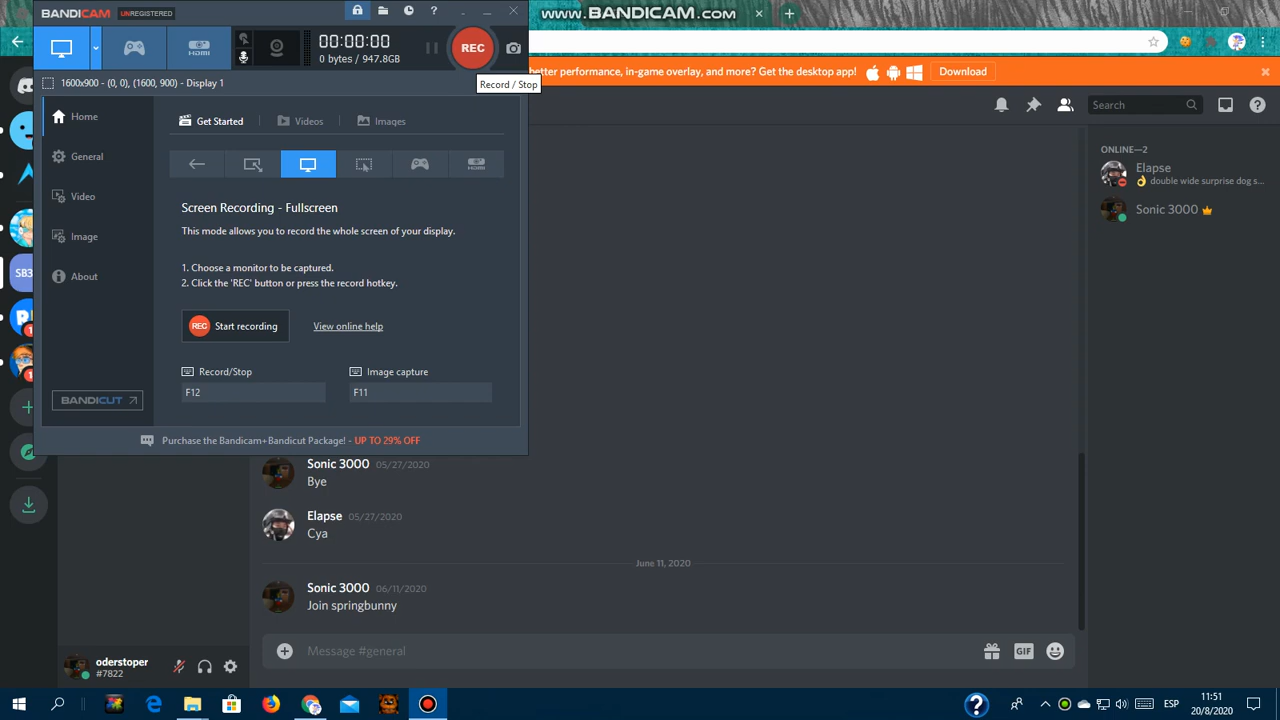 BANDICAM UNREGISTERED
www.BANDICAM.com
00:00:00
0 bytes / 947.8GB
HDMI
REC
Record / Stop
1600x900 - (0, 0), (1600, 900) - Display 1
better performance, in-game overlay, and more? Get the desktop app!
Download
Home
General
Video
Image
About
BANDICUT
Get Started
Videos
Images
HDMI
Screen Recording - Fullscreen
This mode allows you to record the whole screen of your display.
1. Choose a monitor to be captured.
2. Click the 'REC' button or press the record hotkey.
REC Start recording
View online help
Record/Stop
Image capture
F12
F11
Purchase the Bandicam+Bandicut Package! - UP TO 29% OFF
Search
ONLINE—2
Elapse
double wide surprise dog s...
Sonic 3000
SB3
Sonic 3000 05/27/2020
Bye
Elapse 05/27/2020
Cya
June 11, 2020
Sonic 3000 06/11/2020
Join springbunny
Message #general
GIF
oderstoper
#7822
ESP
11:51
20/8/2020